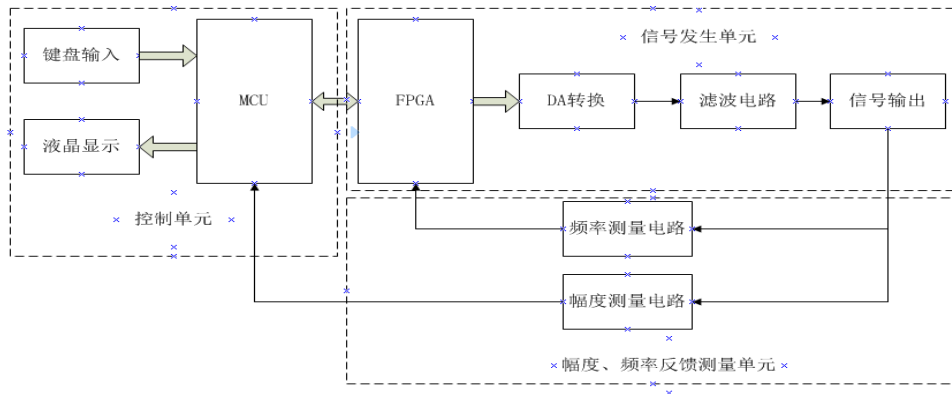 键盘输入
MCU
液晶显示
控制单元
信号发生单元
FPGA
DA转换
滤波电路
信号输出
频率测量电路
幅度测量电路
幅度、频率反馈测量单元